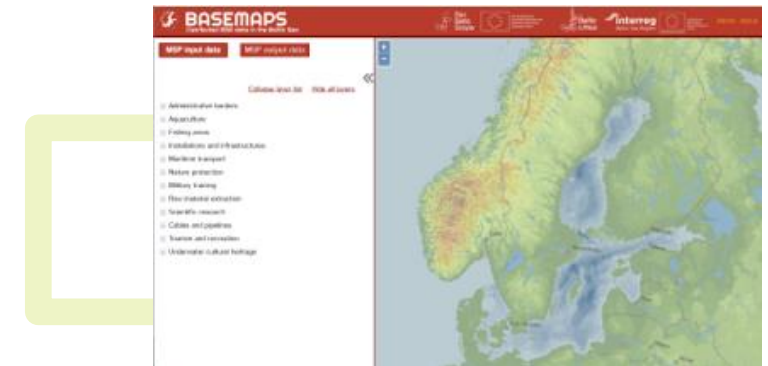 BASEMAPS
Distributed MSP data in the Baltic Sea
Interreg
MSP input data
MSP output data
Collapse layer list
Hide all layers
Administrative borders
Aquaculture
Fishing areas
Installations and infrastructures
Maritime transport
Nature protection
Military training
Raw material extraction
Scientific research
Cables and pipelines
Tourism and recreation
Underwater cultural heritage